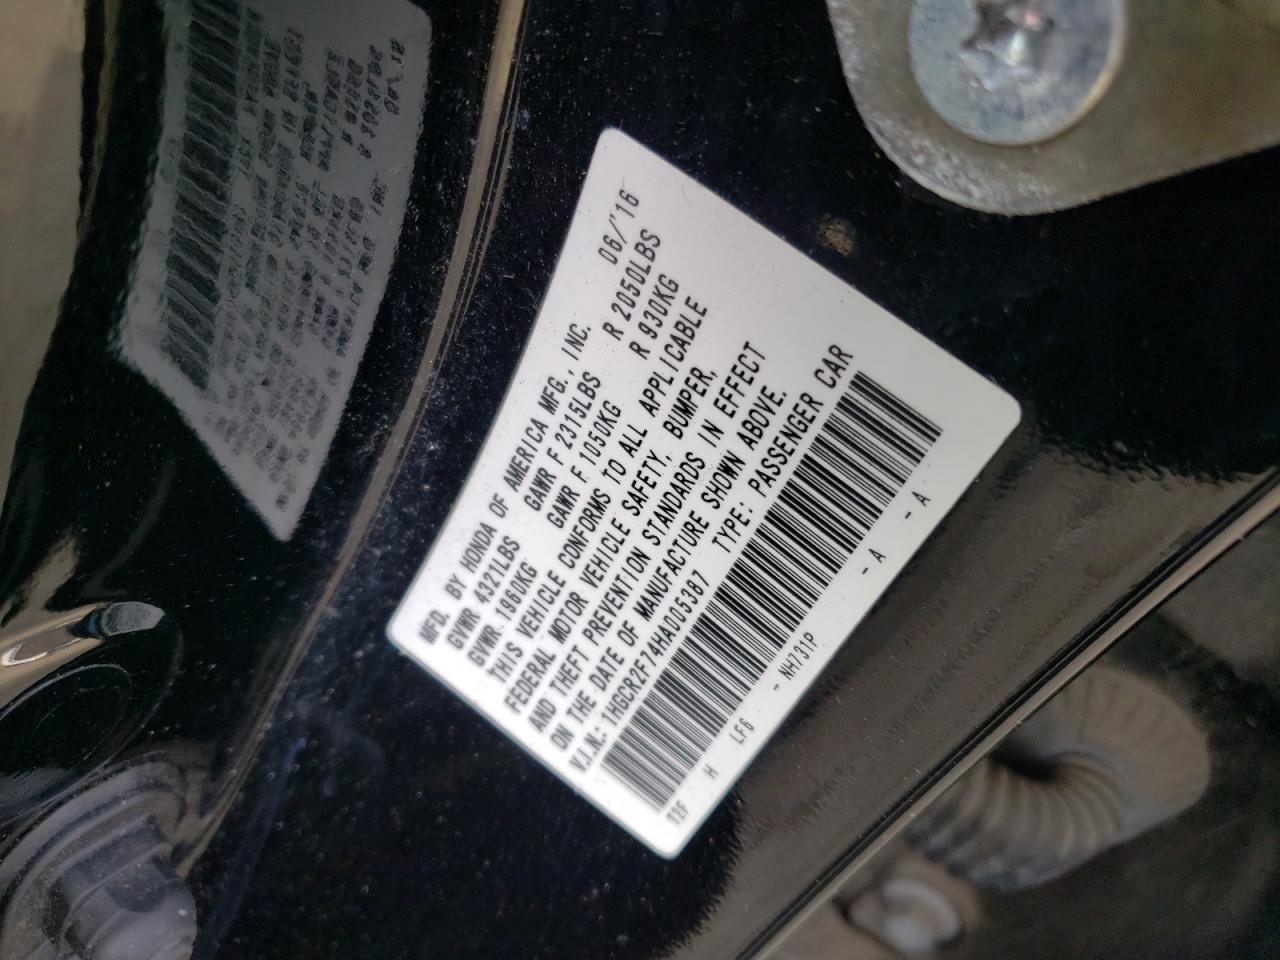 MFD. BY HONDA OF AMERICA MFG., INC. 06/'16
GVWR 4321LBS GAWR F 2315LBS R 2050LBS
GVWR 1960KG GAWR F 1050KG R 930KG
THIS VEHICLE CONFORMS TO ALL APPLICABLE
FEDERAL MOTOR VEHICLE SAFETY, BUMPER,
AND THEFT PREVENTION STANDARDS IN EFFECT
ON THE DATE OF MANUFACTURE SHOWN ABOVE.
V.I.N.: 1HGCR2F74HA005387 TYPE: PASSENGER CAR
T2F H LF6 - NH731P - A - A